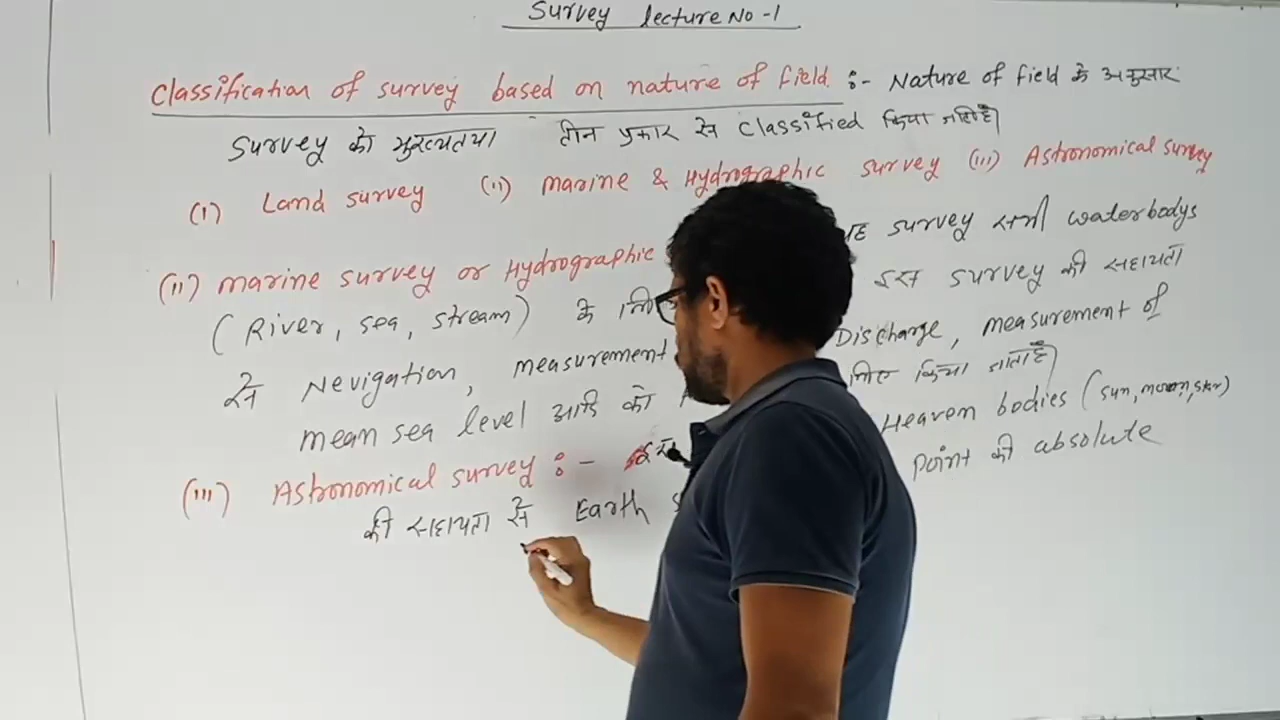 Survey lecture No -1
Classification of survey based on nature of field :- Nature of field के अनुसार
Survey को मुख्यतया तीन प्रकार से classified किया
(i) Land survey (ii) marine & Hydrographic survey (iii) Astronomical survey
(ii) marine survey or Hydrographic यह survey सभी waterbodys
(River, sea, stream) के इस survey की सहायता
से Nevigation, measurement Discharge, measurement of
mean sea level आदि को लिए किया जाता है
(iii) Astronomical survey :- इस Heaven bodies (sun, moon, star)
की सहायता से Earth point की absolute